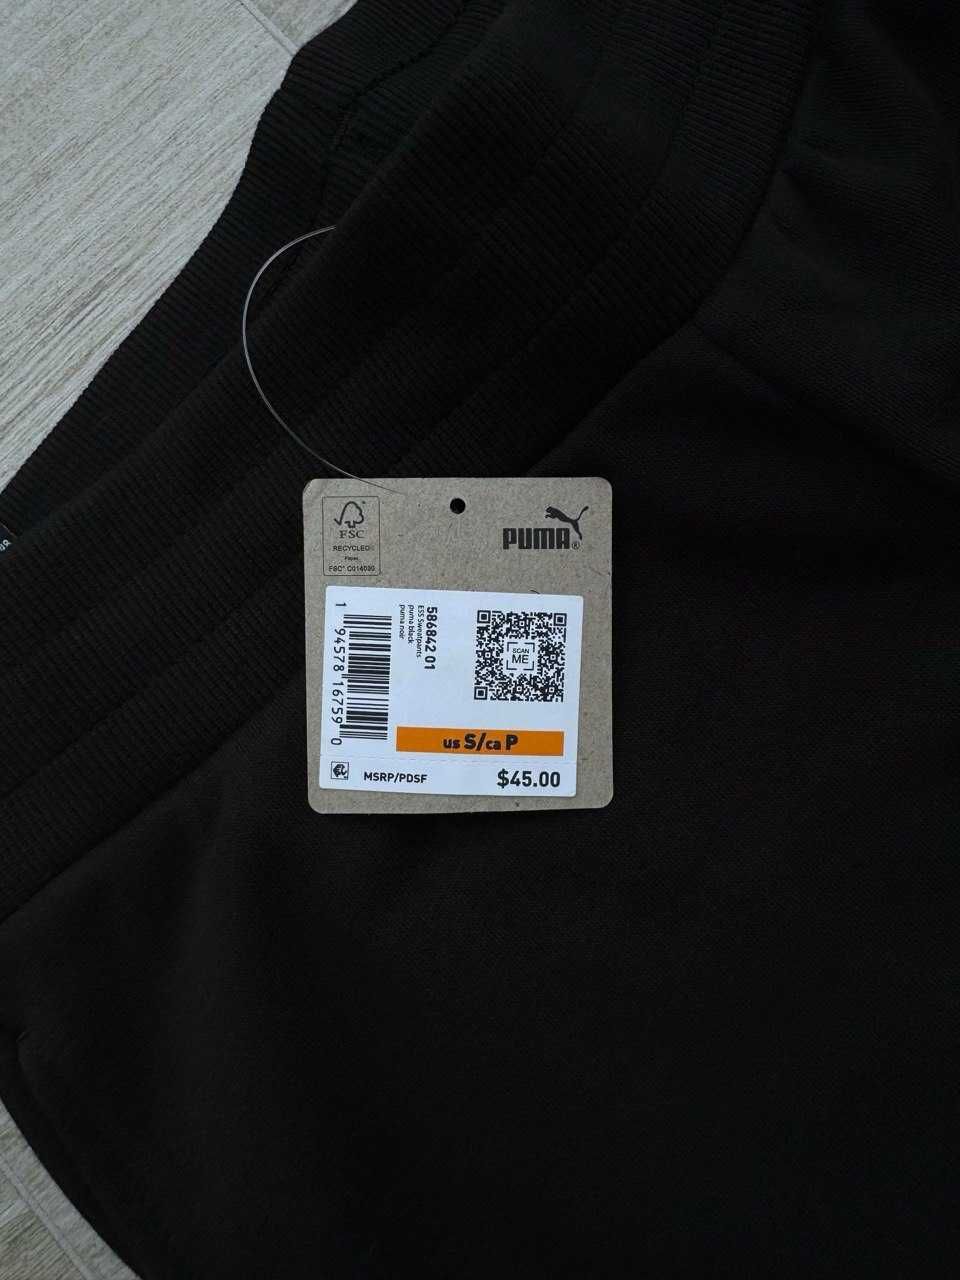 FSC
RECYCLED
Paper
FSC® C014030
PUMA®
586842 01
ESS Sweatpants
puma black
puma noir
1 94578 16759 0
SCAN
ME
us S/ca P
MSRP/PDSF
$45.00